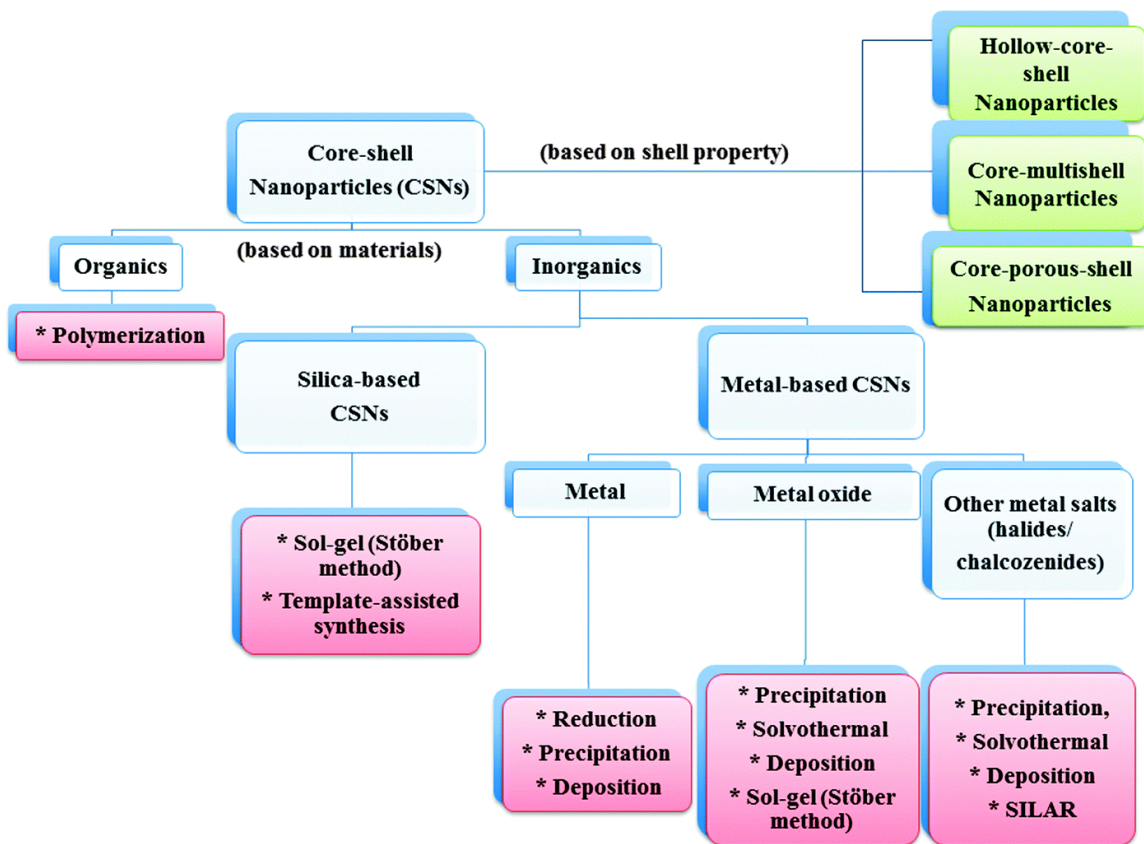 Hollow-core-
shell
Nanoparticles
Core-shell
Nanoparticles (CSNs)
(based on shell property)
Core-multishell
Nanoparticles
(based on materials)
Organics
Inorganics
Core-porous-shell
Nanoparticles
* Polymerization
Silica-based
CSNs
Metal-based CSNs
Metal
Metal oxide
Other metal salts
(halides/
chalcozenides)
* Sol-gel (Stöber
method)
* Template-assisted
synthesis
* Reduction
* Precipitation
* Deposition
* Precipitation
* Solvothermal
* Deposition
* Sol-gel (Stöber
method)
* Precipitation,
* Solvothermal
* Deposition
* SILAR